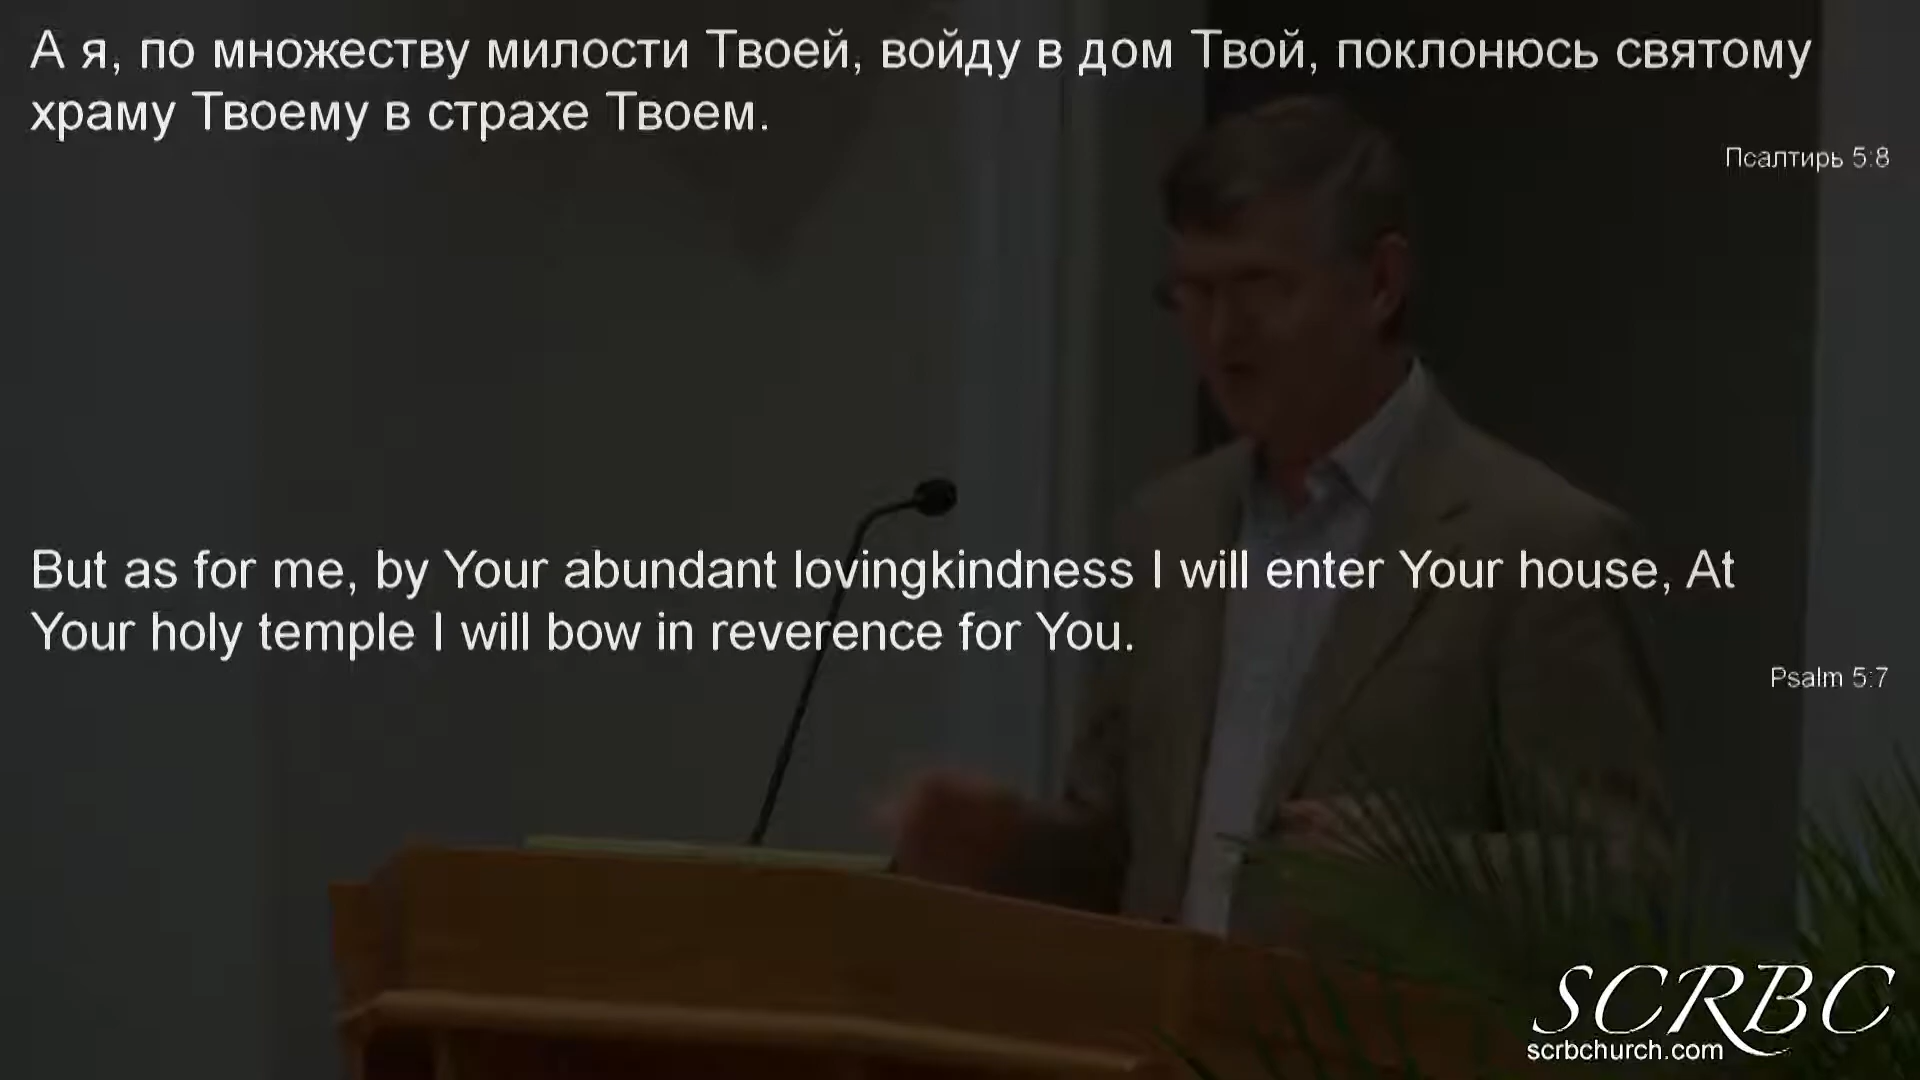 А я, по множеству милости Твоей, войду в дом Твой, поклонюсь святому
храму Твоему в страхе Твоем.
Псалтирь 5:8
But as for me, by Your abundant lovingkindness I will enter Your house, At
Your holy temple I will bow in reverence for You.
Psalm 5:7
SCRBC
scrbchurch.com